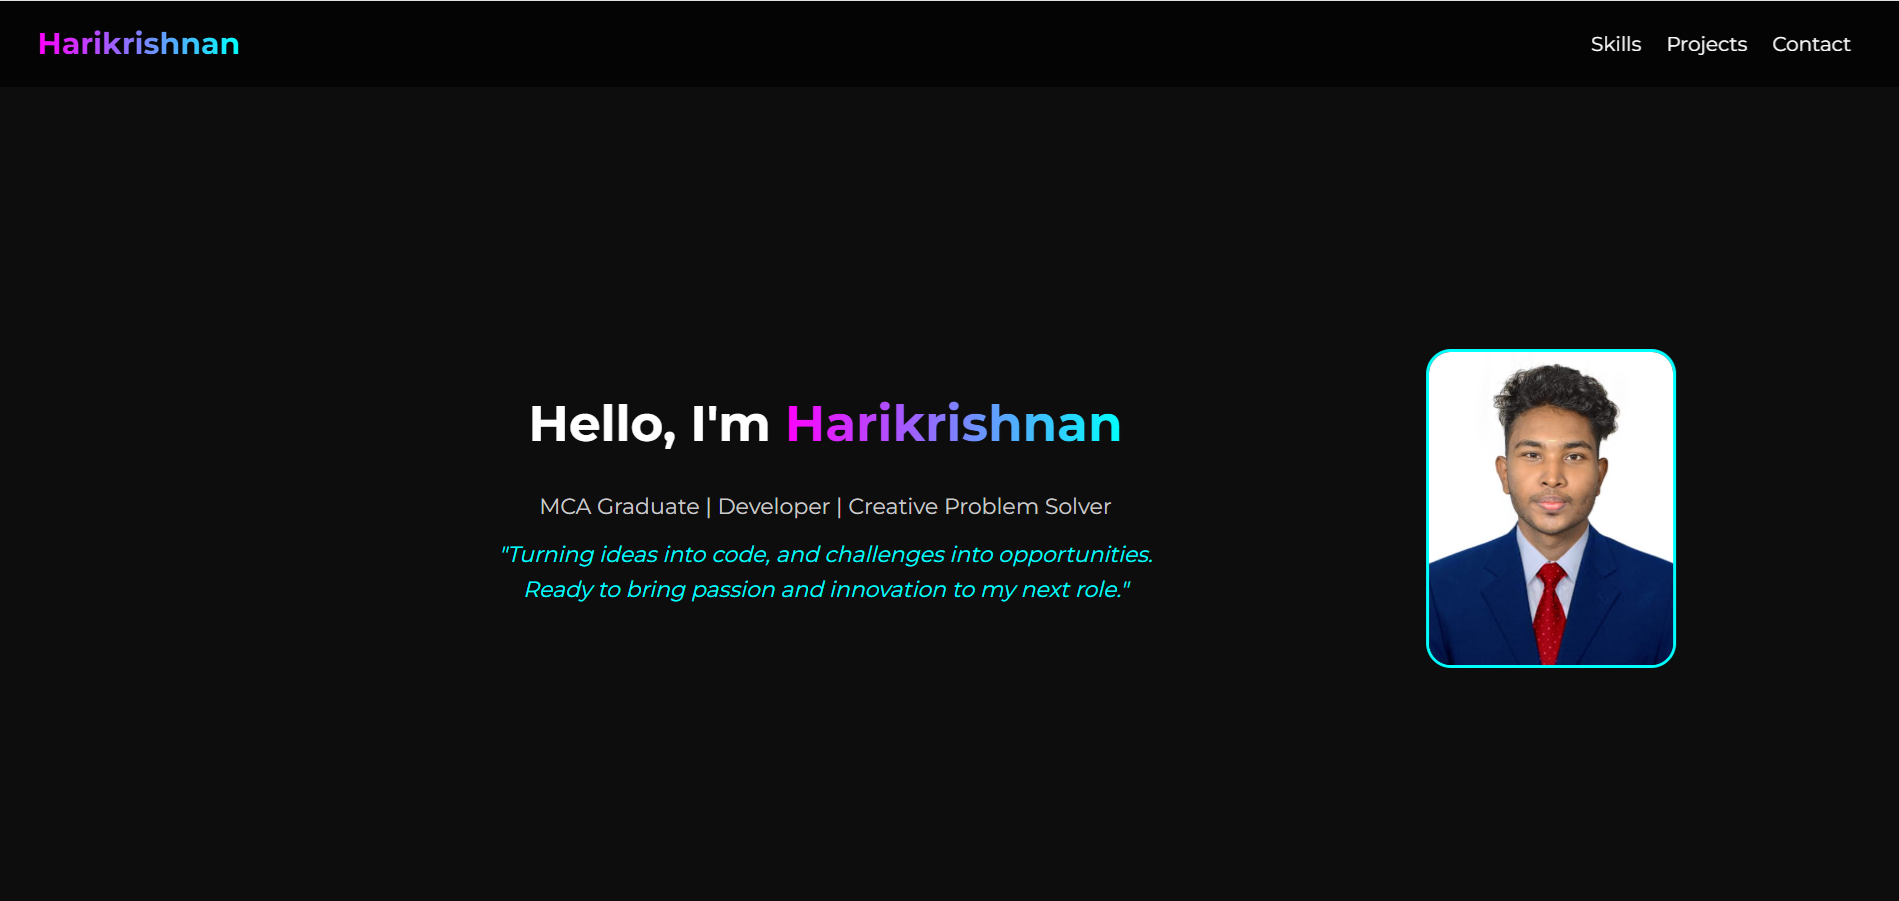 Harikrishnan
Skills Projects Contact
Hello, I'm Harikrishnan
MCA Graduate | Developer | Creative Problem Solver
"Turning ideas into code, and challenges into opportunities.
Ready to bring passion and innovation to my next role."